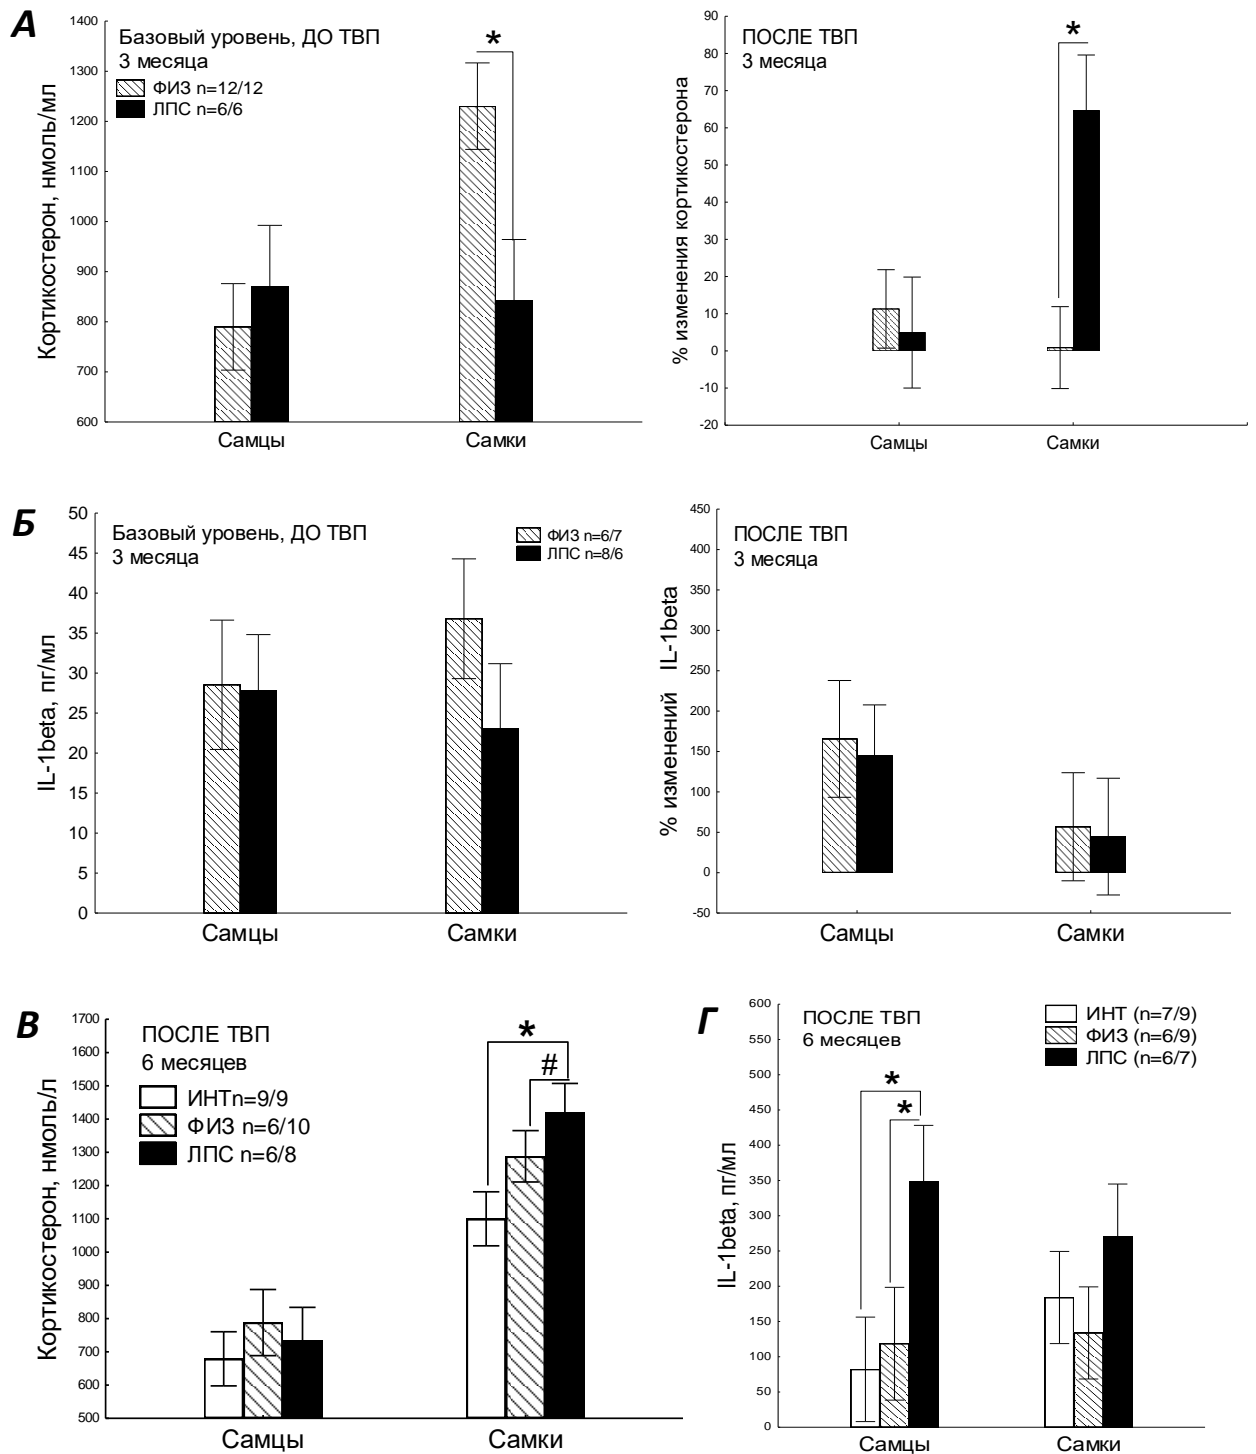 А
Кортикостерон, нмоль/мл
1400
1300
1200
1100
1000
900
800
700
600
Базовый уровень, ДО ТВП
3 месяца
ФИЗ n=12/12
ЛПС n=6/6
*
Самцы
Самки
% изменения кортикостерона
90
80
70
60
50
40
30
20
10
0
-10
-20
ПОСЛЕ ТВП
3 месяца
*
Самцы
Самки
Б
IL-1beta, пг/мл
50
45
40
35
30
25
20
15
10
5
0
Базовый уровень, ДО ТВП
3 месяца
ФИЗ n=6/7
ЛПС n=8/6
Самцы
Самки
% изменений IL-1beta
450
400
350
300
250
200
150
100
50
0
-50
ПОСЛЕ ТВП
3 месяца
Самцы
Самки
В
Кортикостерон, нмоль/л
1700
1600
1500
1400
1300
1200
1100
1000
900
800
700
600
500
ПОСЛЕ ТВП
6 месяцев
ИНТn=9/9
ФИЗ n=6/10
ЛПС n=6/8
*
#
Самцы
Самки
Г
IL-1beta, пг/мл
600
550
500
450
400
350
300
250
200
150
100
50
0
ПОСЛЕ ТВП
6 месяцев
ИНТ (n=7/9)
ФИЗ (n=6/9)
ЛПС (n=6/7)
*
*
Самцы
Самки